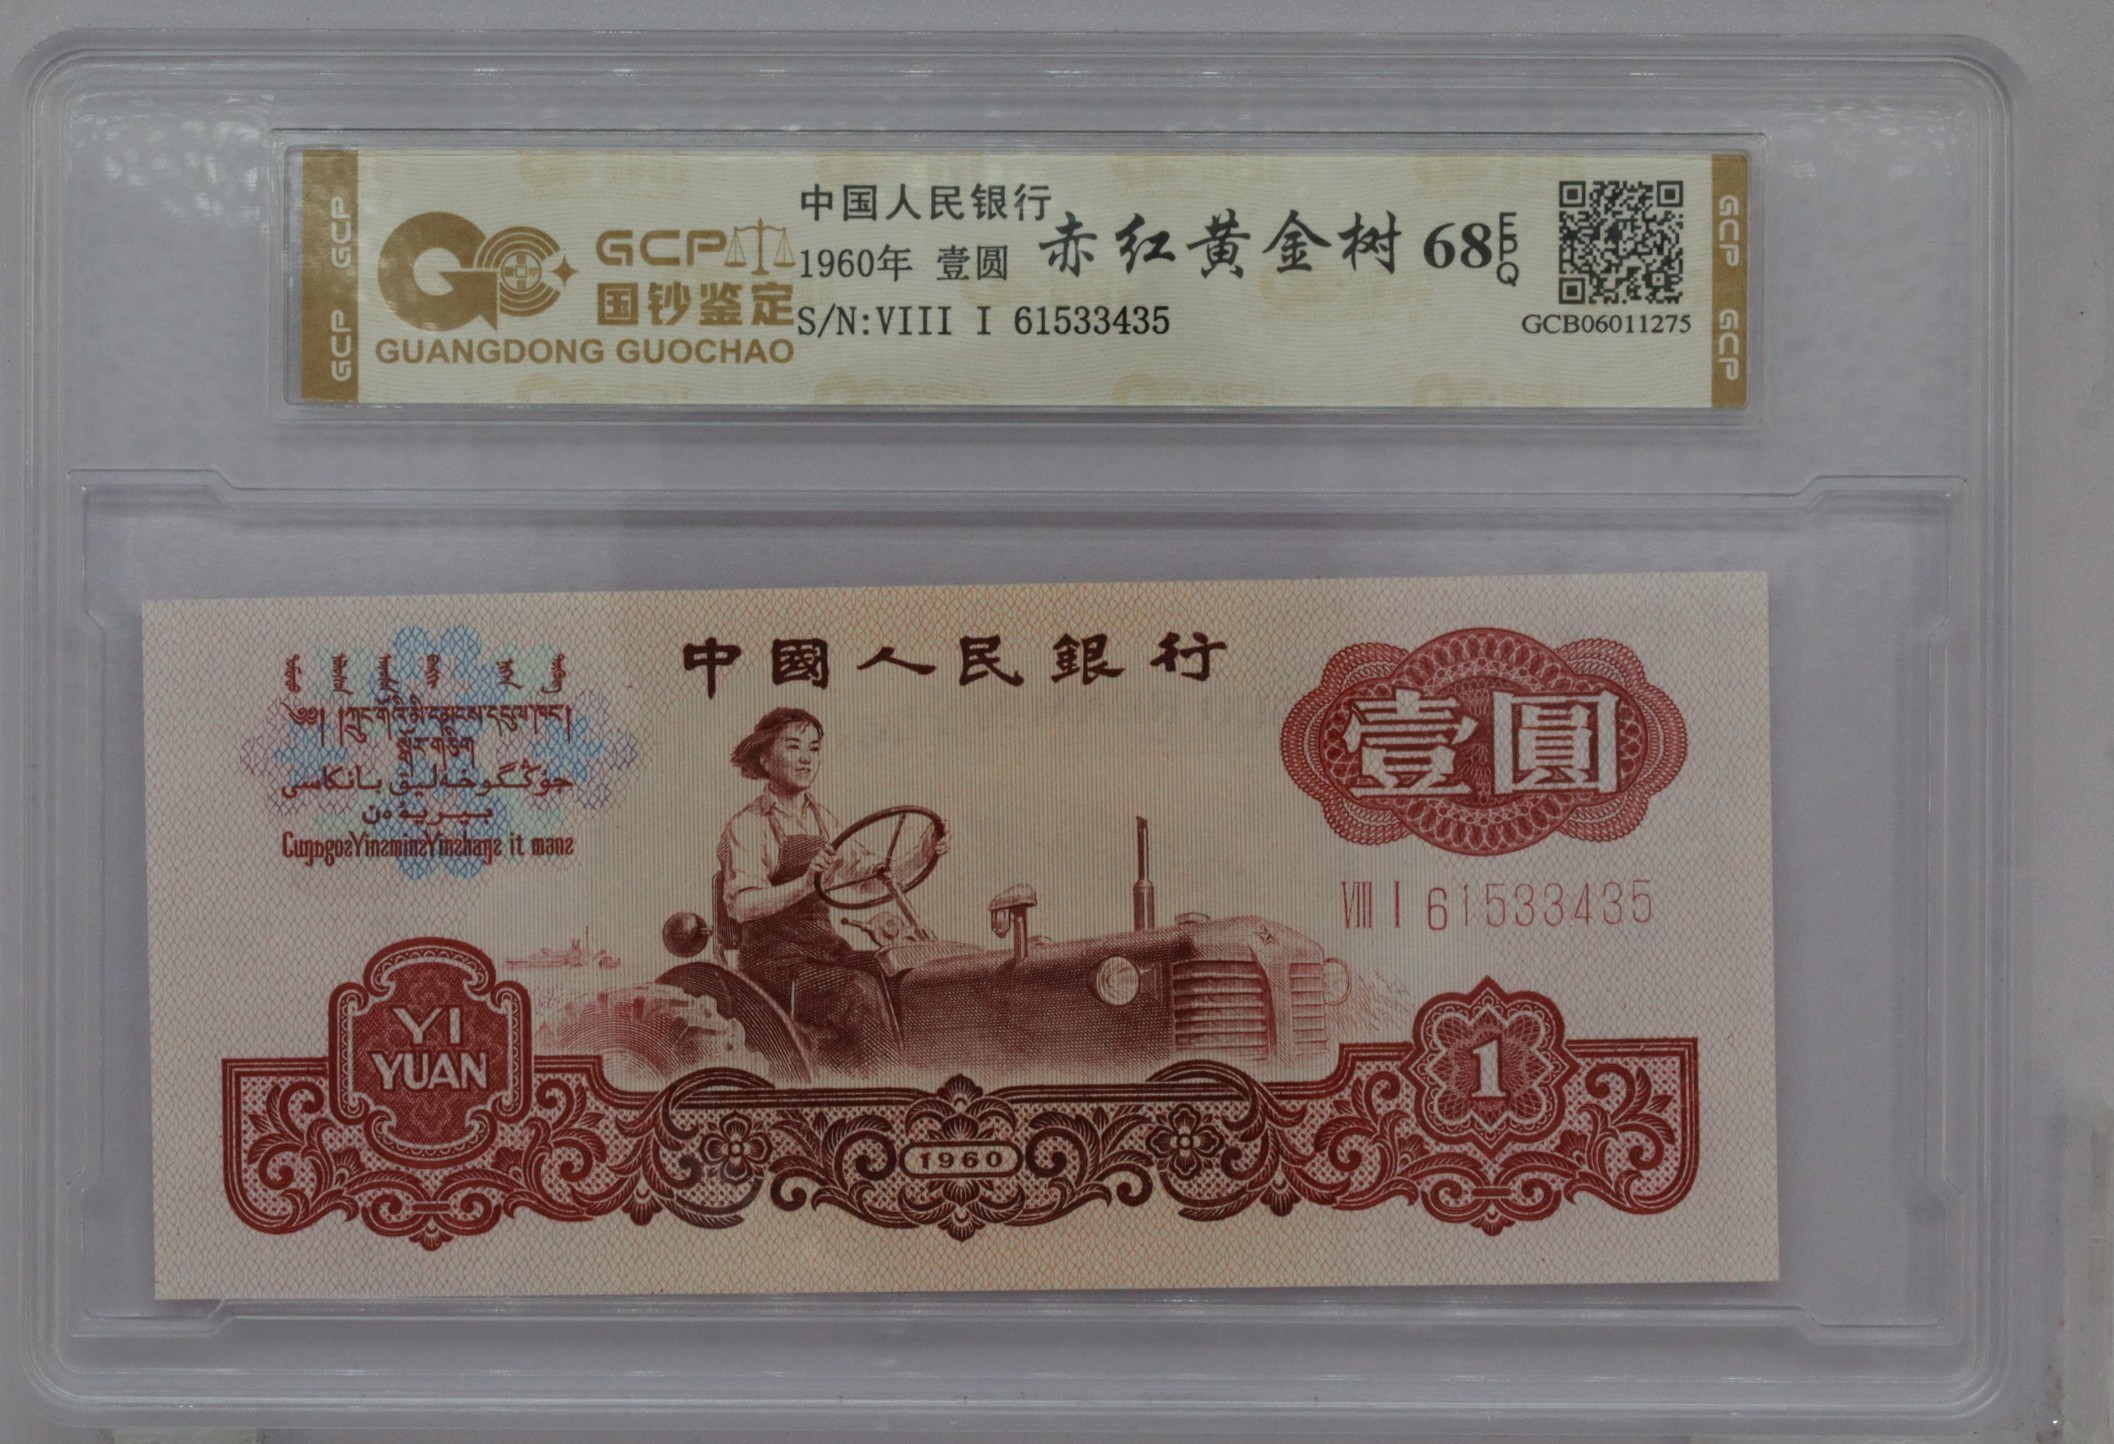 GCP GCP
GCP
国钞鉴定
GUANGDONG GUOCHAO
中国人民银行
1960年 壹圆
S/N:VIII I 61533435
赤红黄金树 68 EPQ
GCB06011275
GCP GCP
中國人民銀行
壹圓
VIII I 61533435
YI
YUAN
1960
1